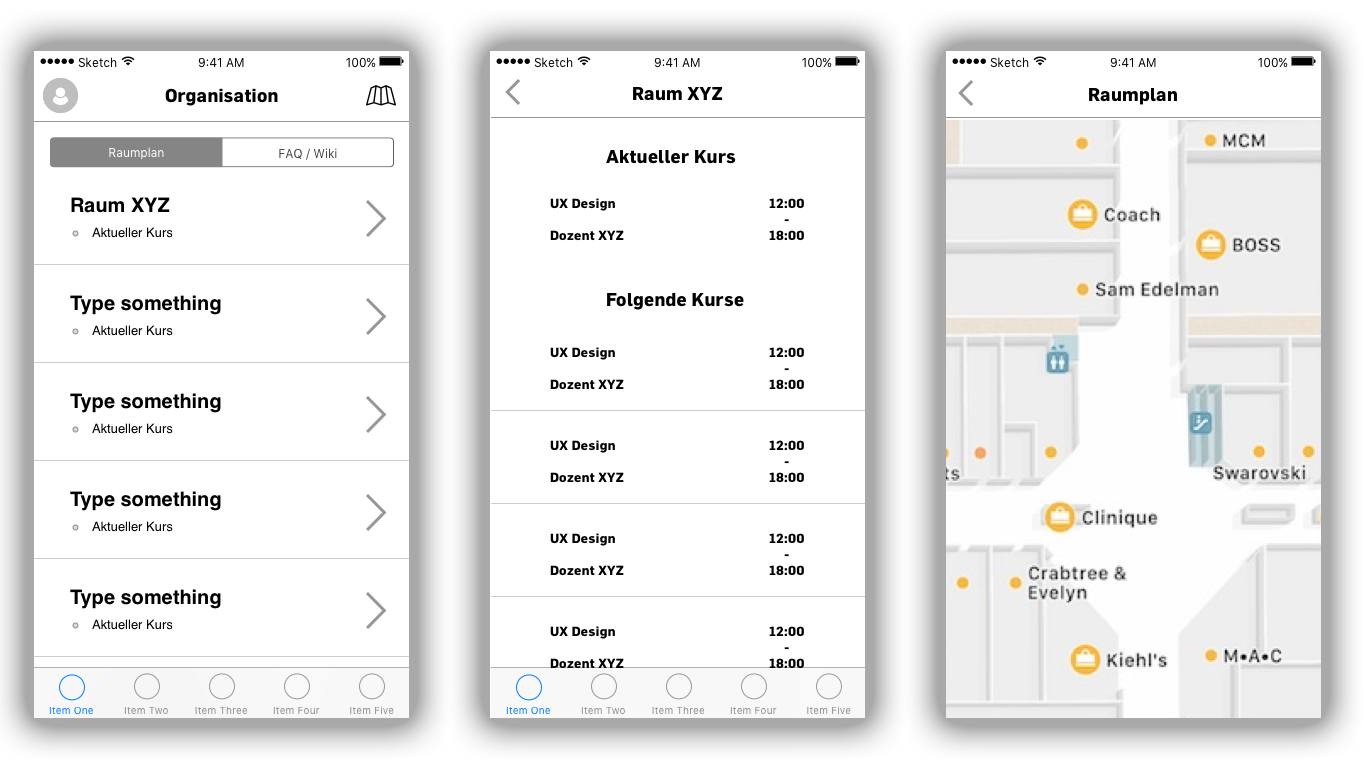 Sketch 9:41 AM 100%
Organisation
Raumplan FAQ / Wiki
Raum XYZ
Aktueller Kurs
Type something
Aktueller Kurs
Type something
Aktueller Kurs
Type something
Aktueller Kurs
Type something
Aktueller Kurs
Item One Item Two Item Three Item Four Item Five
Sketch 9:41 AM 100%
Raum XYZ
Aktueller Kurs
UX Design 12:00
-
Dozent XYZ 18:00
Folgende Kurse
UX Design 12:00
-
Dozent XYZ 18:00
UX Design 12:00
-
Dozent XYZ 18:00
UX Design 12:00
-
Dozent XYZ 18:00
UX Design 12:00
-
Dozent XYZ 18:00
Item One Item Two Item Three Item Four Item Five
Sketch 9:41 AM 100%
Raumplan
MCM
Coach
BOSS
Sam Edelman
ts
Swarovski
Clinique
Crabtree &
Evelyn
Kiehl's
M•A•C